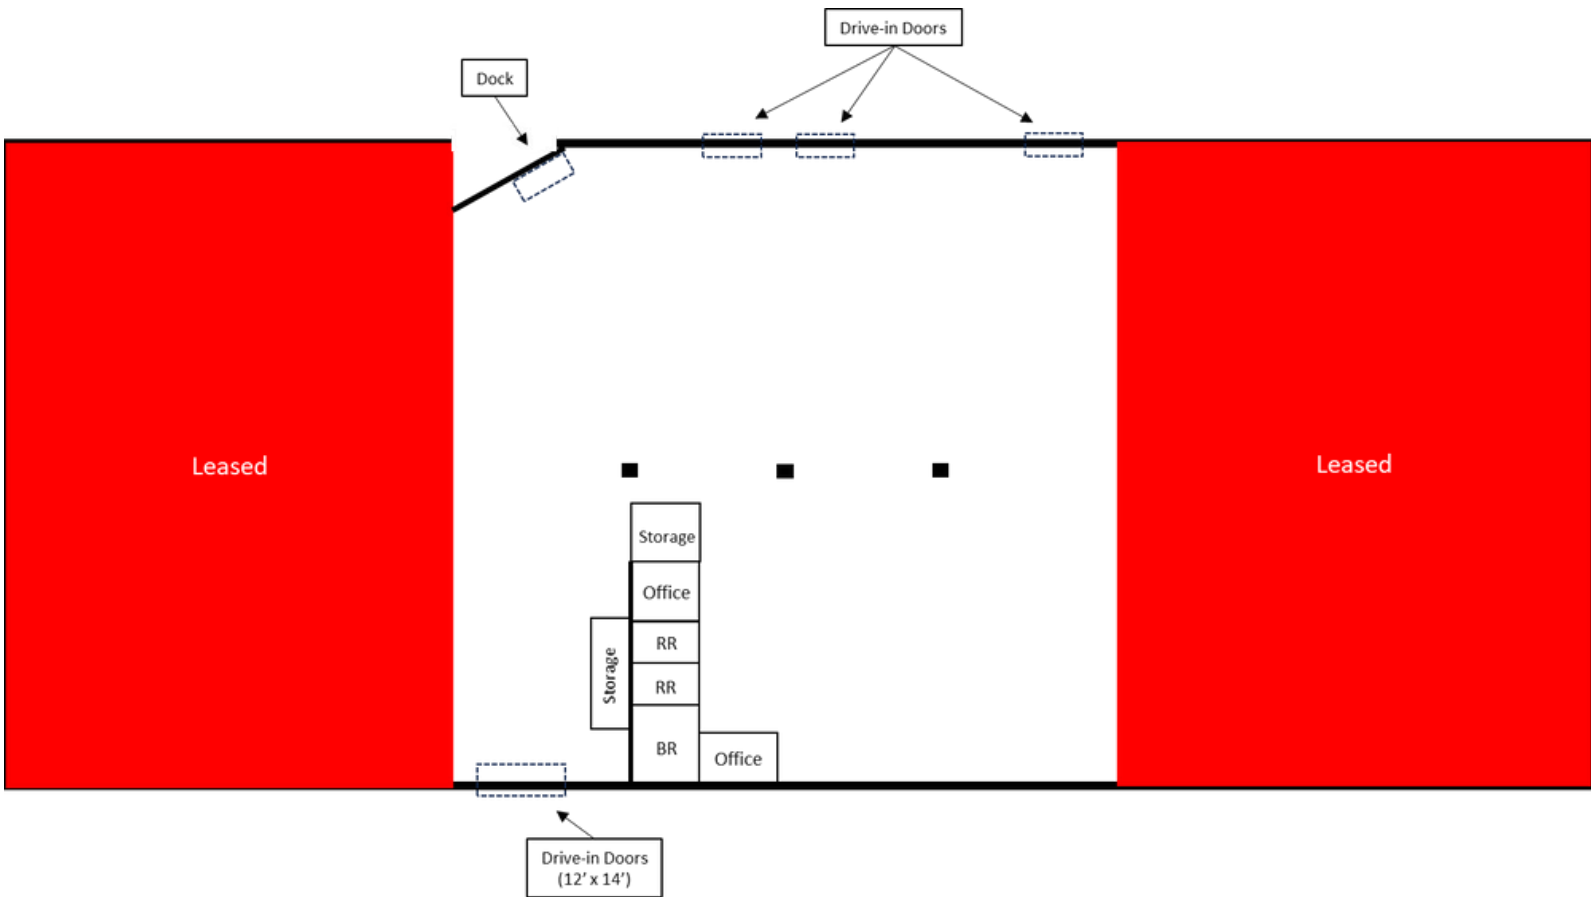 Drive-in Doors
Dock
Leased
Leased
Storage
Office
RR
Storage
RR
BR
Office
Drive-in Doors
(12’ x 14’)